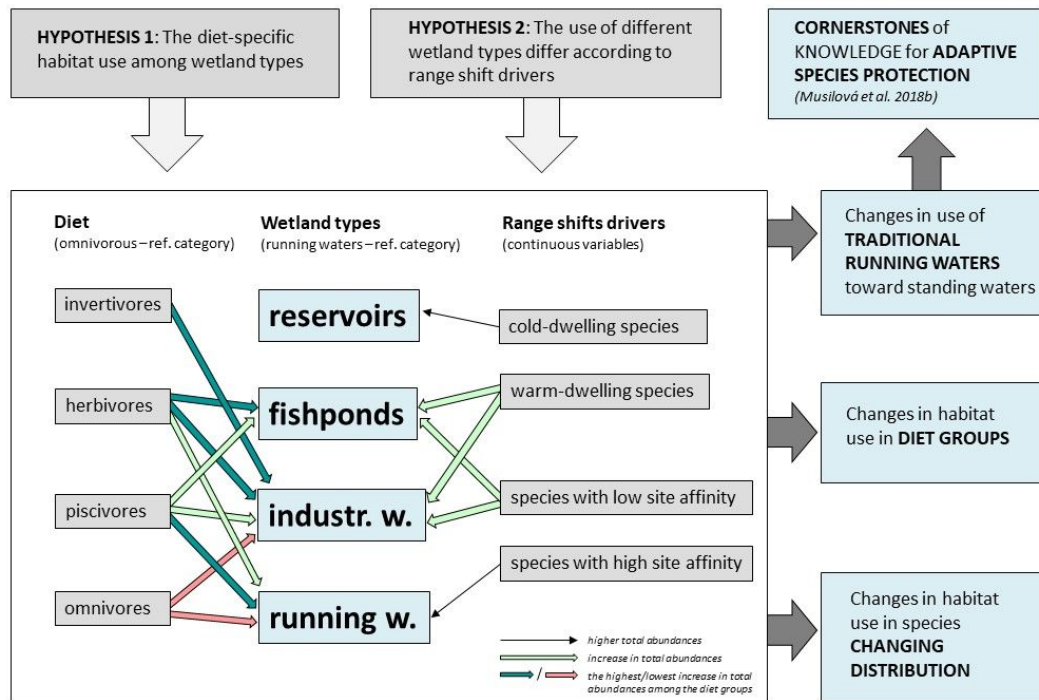 HYPOTHESIS 1: The diet-specific
habitat use among wetland types
HYPOTHESIS 2: The use of different
wetland types differ according to
range shift drivers
CORNERSTONES of
KNOWLEDGE for ADAPTIVE
SPECIES PROTECTION
(Musilová et al. 2018b)
Diet
(omnivorous – ref. category)
Wetland types
(running waters – ref. category)
Range shifts drivers
(continuous variables)
invertivores
herbivores
piscivores
omnivores
reservoirs
fishponds
industr. w.
running w.
cold-dwelling species
warm-dwelling species
species with low site affinity
species with high site affinity
higher total abundances
increase in total abundances
/ the highest/lowest increase in total
abundances among the diet groups
Changes in use of
TRADITIONAL
RUNNING WATERS
toward standing waters
Changes in habitat
use in DIET GROUPS
Changes in habitat
use in species
CHANGING
DISTRIBUTION